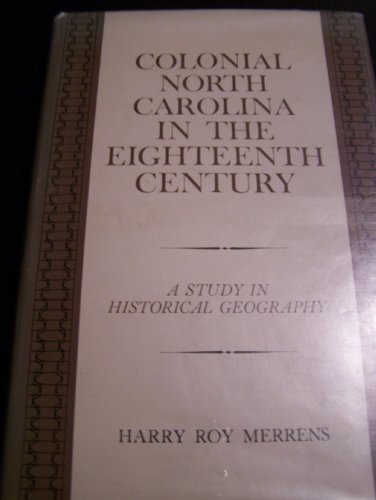 COLONIAL
NORTH
CAROLINA
IN THE
EIGHTEENTH
CENTURY
A STUDY IN
HISTORICAL GEOGRAPHY
HARRY ROY MERRENS